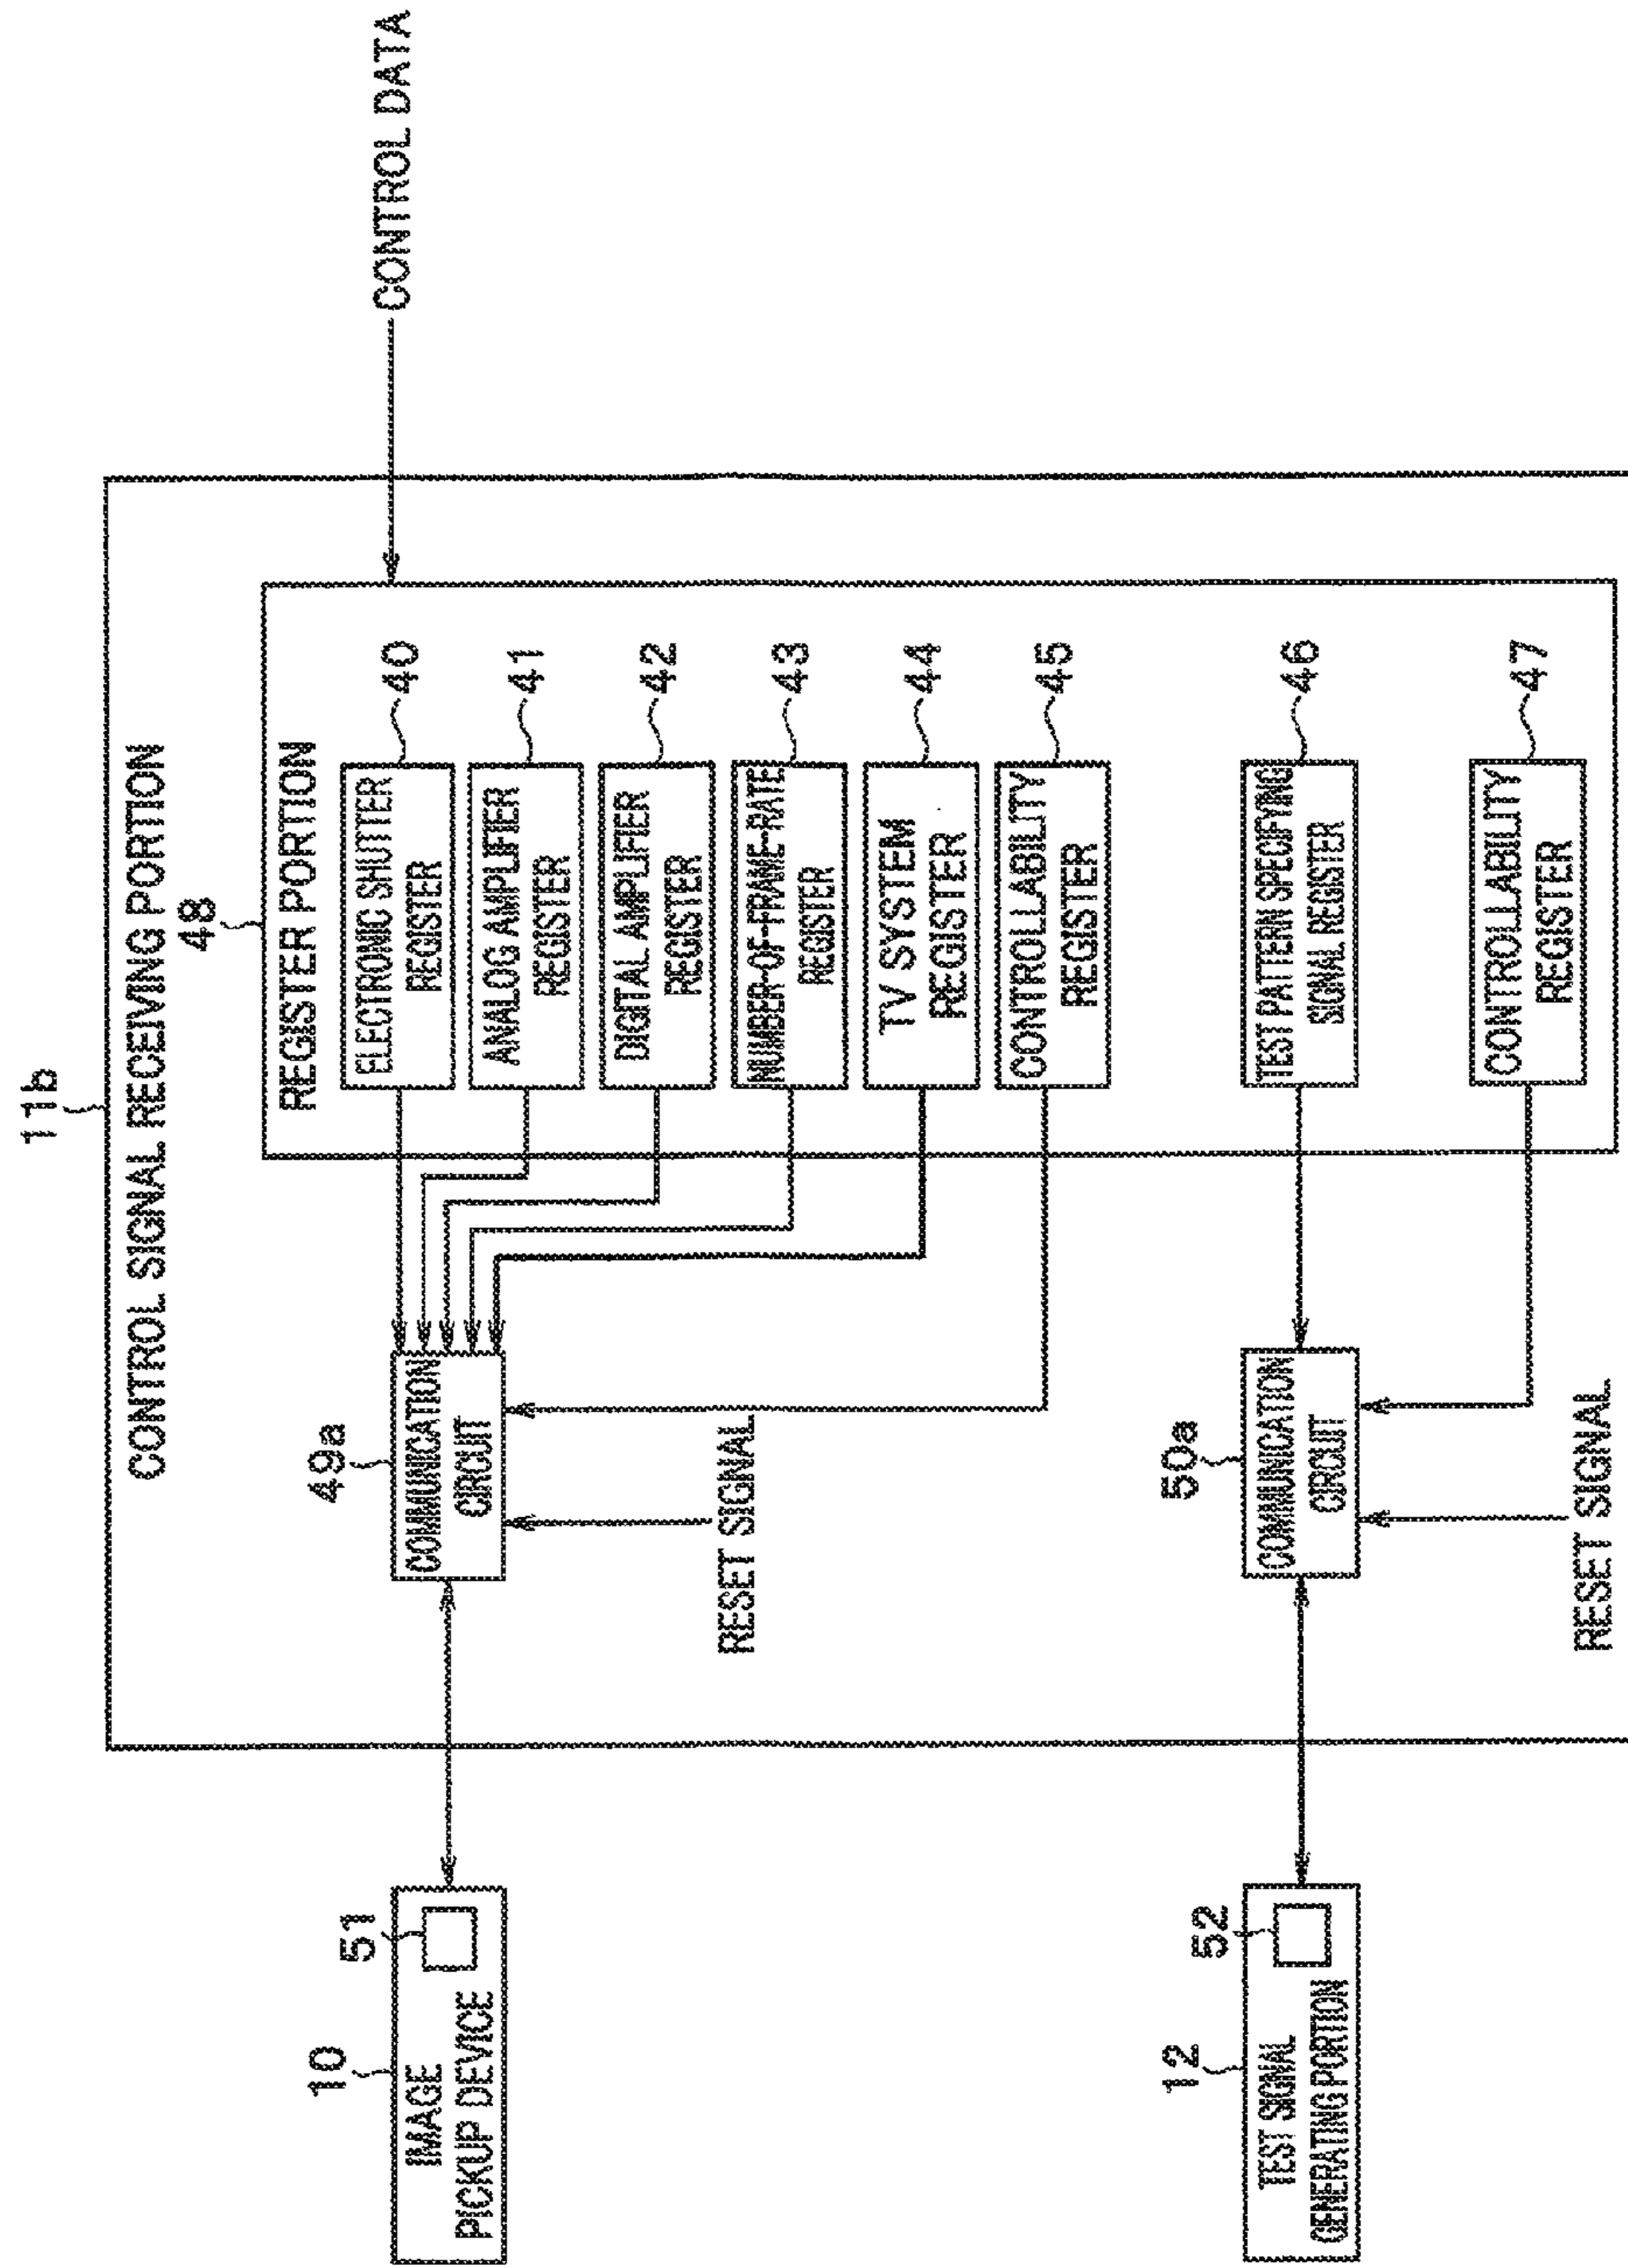 11b
CONTROL SIGNAL RECEIVING PORTION
48
REGISTER PORTION
CONTROL DATA
10
IMAGE
PICKUP DEVICE
51
49a
COMMUNICATION
CIRCUIT
RESET SIGNAL
ELECTRONIC SHUTTER
REGISTER
40
ANALOG AMPLIFIER
REGISTER
41
DIGITAL AMPLIFIER
REGISTER
42
NUMBER-OF-FRAME-RATE
REGISTER
43
TV SYSTEM
REGISTER
44
CONTROLLABILITY
REGISTER
45
12
TEST SIGNAL
GENERATING PORTION
52
50a
COMMUNICATION
CIRCUIT
RESET SIGNAL
TEST PATTERN SPECIFYING
SIGNAL REGISTER
46
CONTROLLABILITY
REGISTER
47